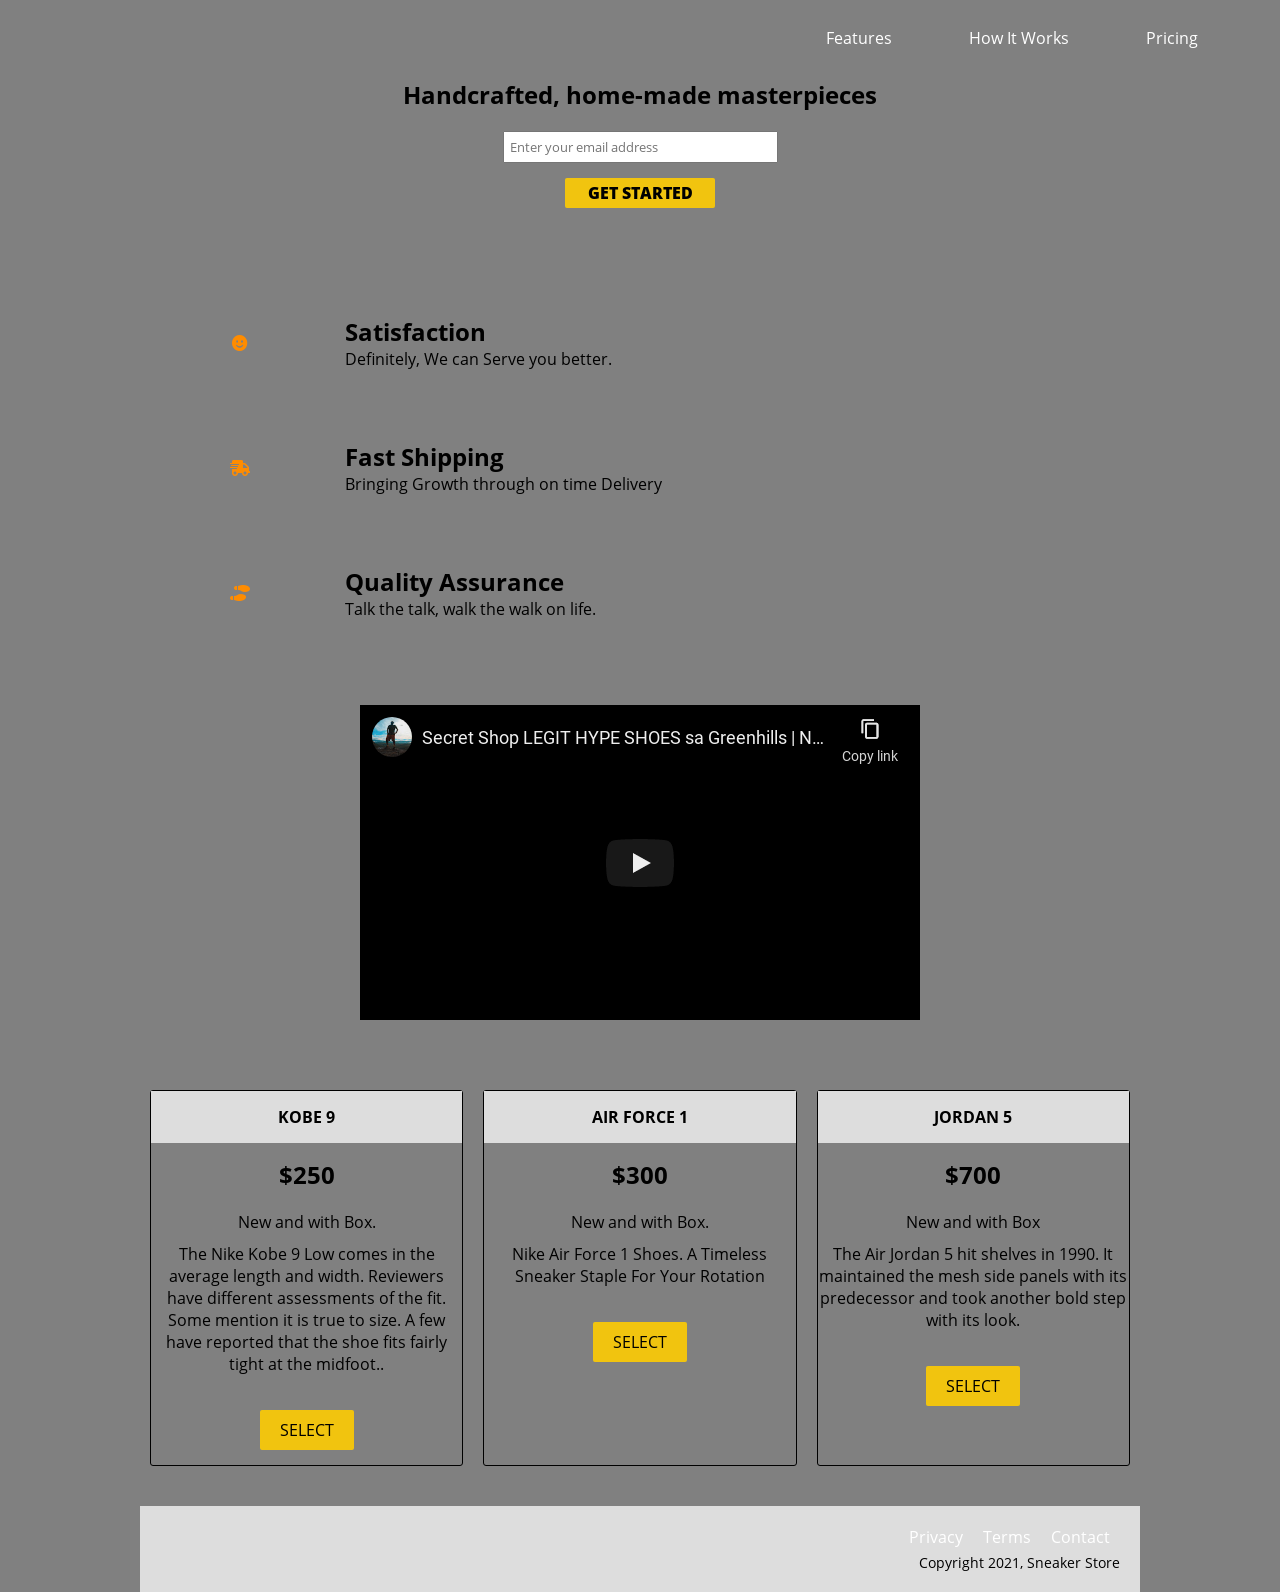 Features How It Works Pricing
Handcrafted, home-made masterpieces
Enter your email address
GET STARTED
Satisfaction
Definitely, We can Serve you better.
Fast Shipping
Bringing Growth through on time Delivery
Quality Assurance
Talk the talk, walk the walk on life.
Secret Shop LEGIT HYPE SHOES sa Greenhills | N...
Copy link
KOBE 9
$250
New and with Box.
The Nike Kobe 9 Low comes in the
average length and width. Reviewers
have different assessments of the fit.
Some mention it is true to size. A few
have reported that the shoe fits fairly
tight at the midfoot..
SELECT
AIR FORCE 1
$300
New and with Box.
Nike Air Force 1 Shoes. A Timeless
Sneaker Staple For Your Rotation
SELECT
JORDAN 5
$700
New and with Box
The Air Jordan 5 hit shelves in 1990. It
maintained the mesh side panels with its
predecessor and took another bold step
with its look.
SELECT
Privacy Terms Contact
Copyright 2021, Sneaker Store